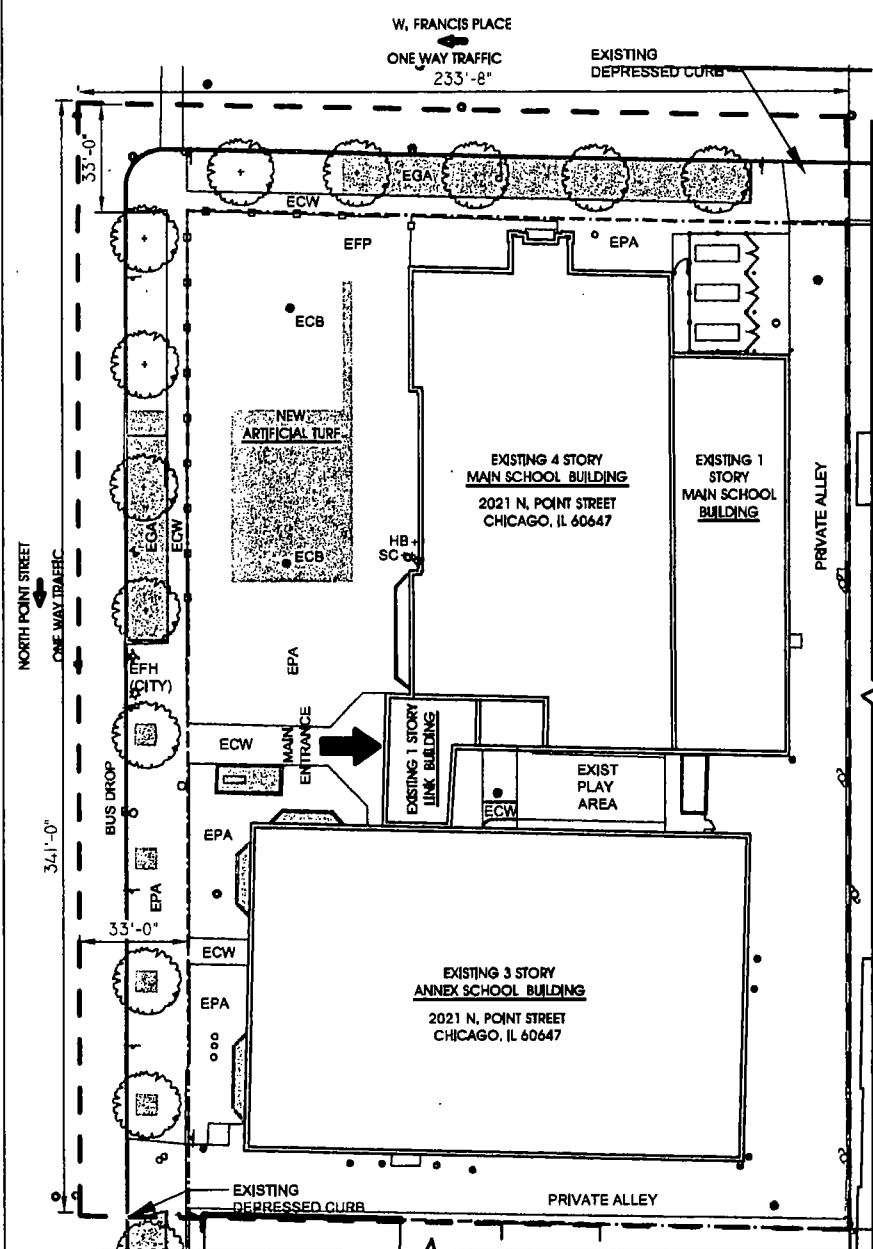 W. FRANCIS PLACE
ONE WAY TRAFFIC
233'-8"
EXISTING
DEPRESSED CURB
33'-0"
EGA
ECW
EFP
EPA
ECB
NEW
ARTIFICIAL TURF
EXISTING 4 STORY
MAIN SCHOOL BUILDING
2021 N. POINT STREET
CHICAGO, IL 60647
EXISTING 1
STORY
MAIN SCHOOL
BUILDING
PRIVATE ALLEY
HB
SC
ECB
EGA
ECW
NORTH POINT STREET
ONE WAY TRAFFIC
EFH
(CITY)
EPA
ECW
MAIN
ENTRANCE
EXISTING 1 STORY
LINK BUILDING
EXIST
PLAY
AREA
ECW
BUS DROP
EPA
341'-0"
EPA
33'-0"
ECW
EPA
EXISTING 3 STORY
ANNEX SCHOOL BUILDING
2021 N. POINT STREET
CHICAGO, IL 60647
EXISTING
DEPRESSED CURB
PRIVATE ALLEY